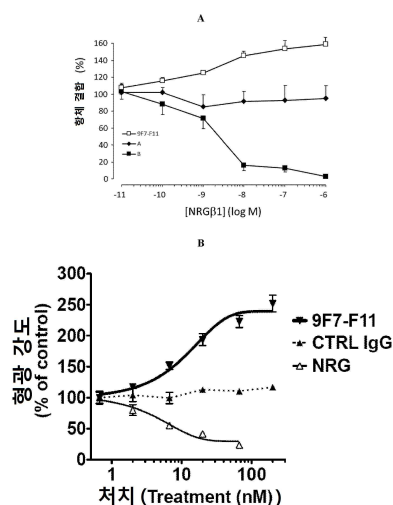 A
항체 결합 (%)
160
140
120
100
80
60
40
20
0
9F7-F11
A
B
-11
-10
-9
-8
-7
-6
[NRGβ1] (log M)
B
형광 강도
(% of control)
300
250
200
150
100
50
0
9F7-F11
CTRL IgG
NRG
1
10
100
처치 (Treatment (nM))